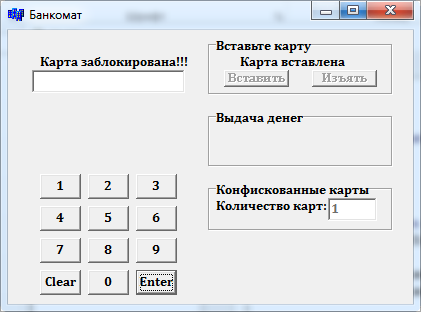 Банкомат
Карта заблокирована!!!
Вставьте карту
Карта вставлена
Вставить Изъять
Выдача денег
Конфискованные карты
Количество карт: 1
1 2 3
4 5 6
7 8 9
Clear 0 Enter